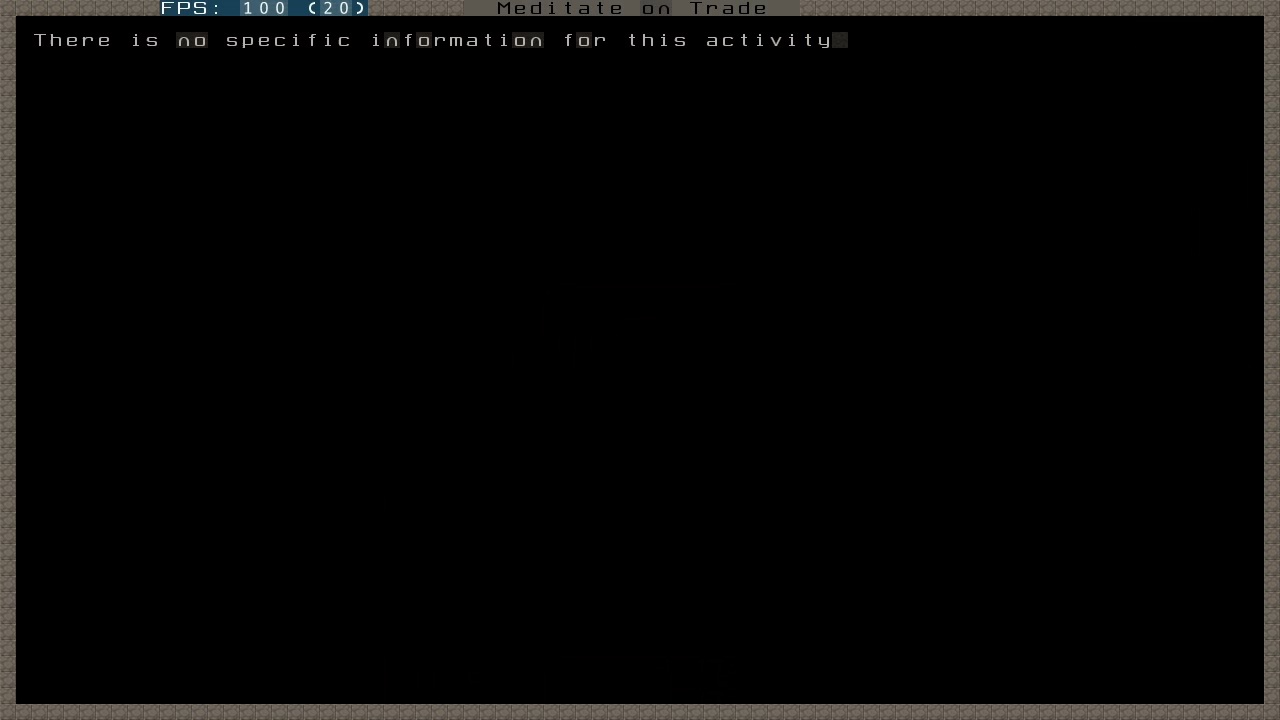 FPS: 100 (20) Meditate on Trade
There is no specific information for this activity.